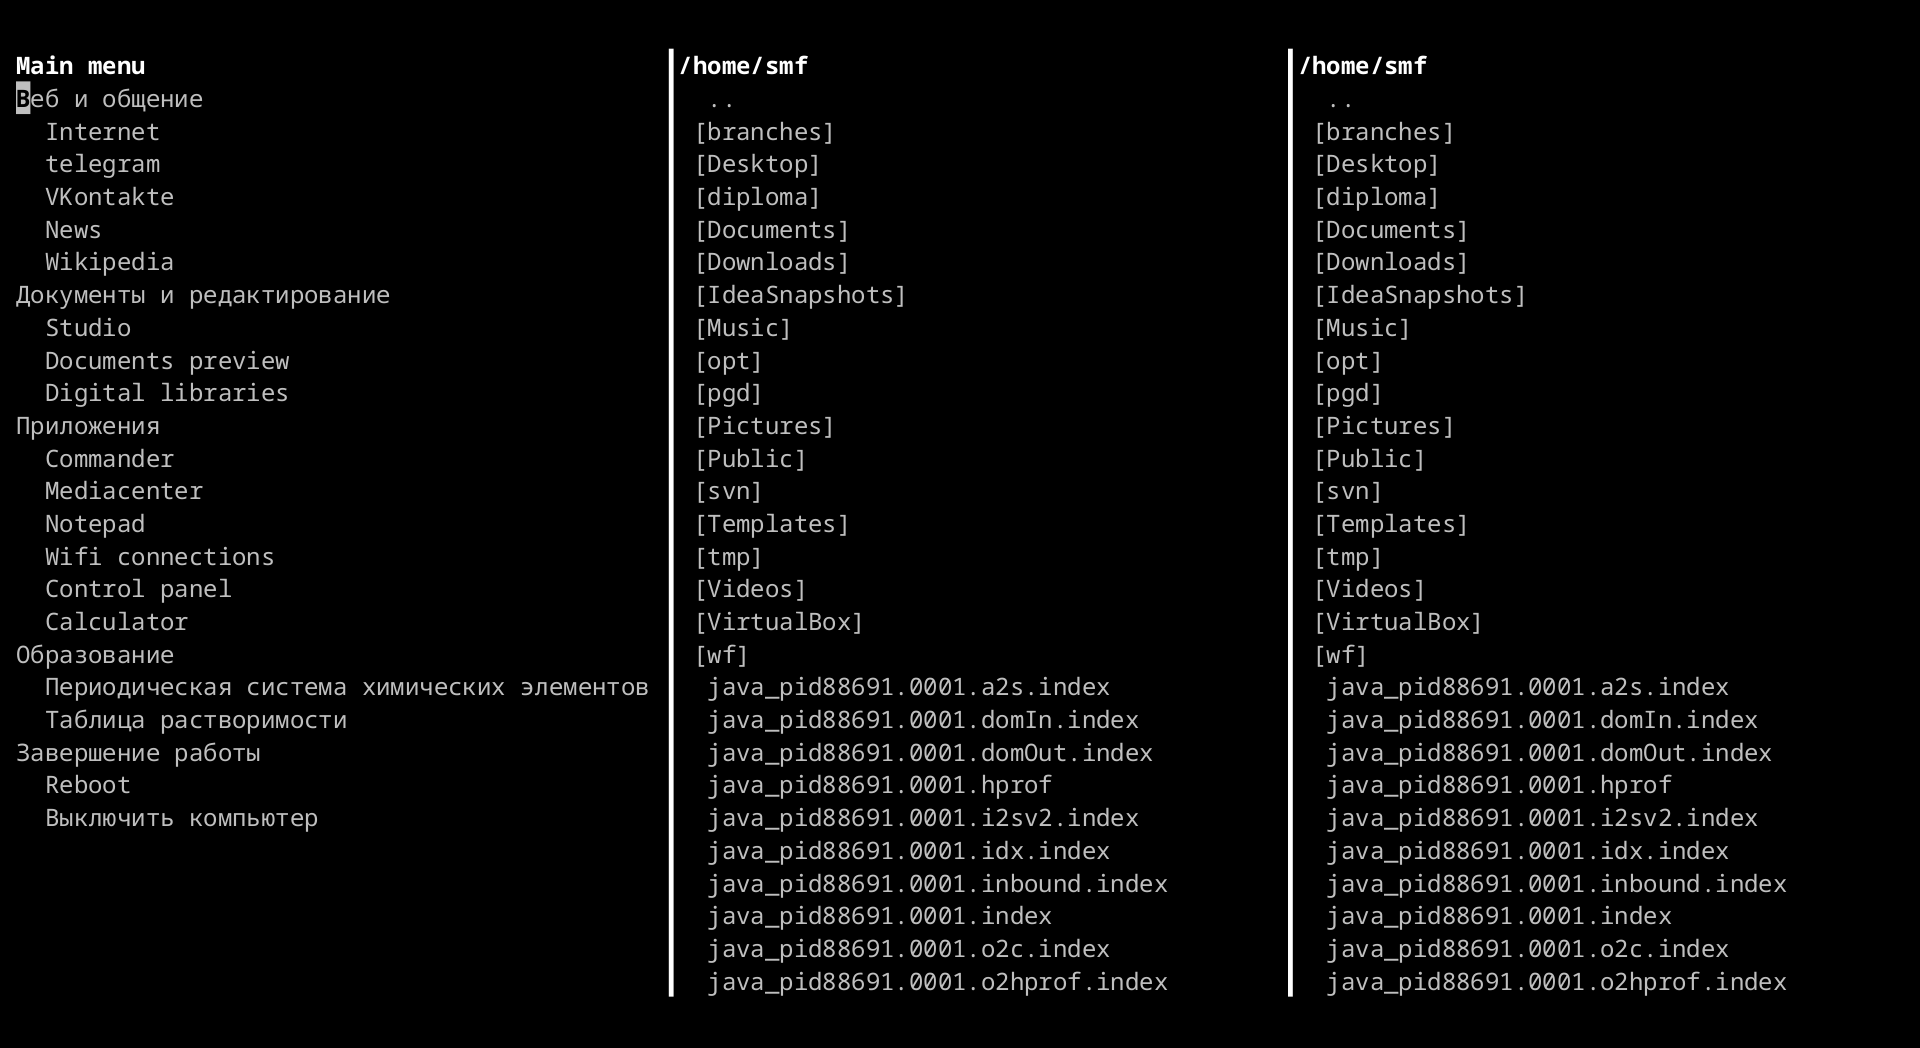 Main menu
Веб и общение
Internet
telegram
VKontakte
News
Wikipedia
Документы и редактирование
Studio
Documents preview
Digital libraries
Приложения
Commander
Mediacenter
Notepad
Wifi connections
Control panel
Calculator
Образование
Периодическая система химических элементов
Таблица растворимости
Завершение работы
Reboot
Выключить компьютер
/home/smf
..
[branches]
[Desktop]
[diploma]
[Documents]
[Downloads]
[IdeaSnapshots]
[Music]
[opt]
[pgd]
[Pictures]
[Public]
[svn]
[Templates]
[tmp]
[Videos]
[VirtualBox]
[wf]
java_pid88691.0001.a2s.index
java_pid88691.0001.domIn.index
java_pid88691.0001.domOut.index
java_pid88691.0001.hprof
java_pid88691.0001.i2sv2.index
java_pid88691.0001.idx.index
java_pid88691.0001.inbound.index
java_pid88691.0001.index
java_pid88691.0001.o2c.index
java_pid88691.0001.o2hprof.index
/home/smf
..
[branches]
[Desktop]
[diploma]
[Documents]
[Downloads]
[IdeaSnapshots]
[Music]
[opt]
[pgd]
[Pictures]
[Public]
[svn]
[Templates]
[tmp]
[Videos]
[VirtualBox]
[wf]
java_pid88691.0001.a2s.index
java_pid88691.0001.domIn.index
java_pid88691.0001.domOut.index
java_pid88691.0001.hprof
java_pid88691.0001.i2sv2.index
java_pid88691.0001.idx.index
java_pid88691.0001.inbound.index
java_pid88691.0001.index
java_pid88691.0001.o2c.index
java_pid88691.0001.o2hprof.index